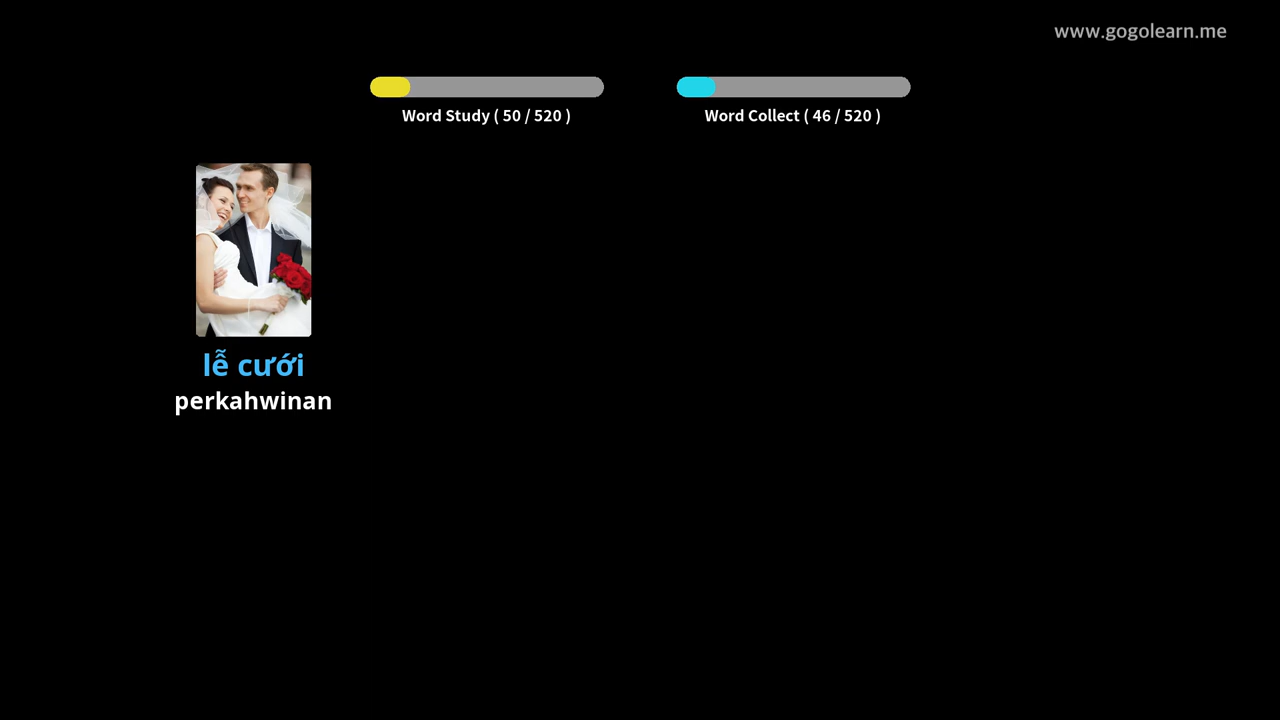 www.gogolearn.me
Word Study ( 50 / 520 )
Word Collect ( 46 / 520 )
lễ cưới
perkahwinan